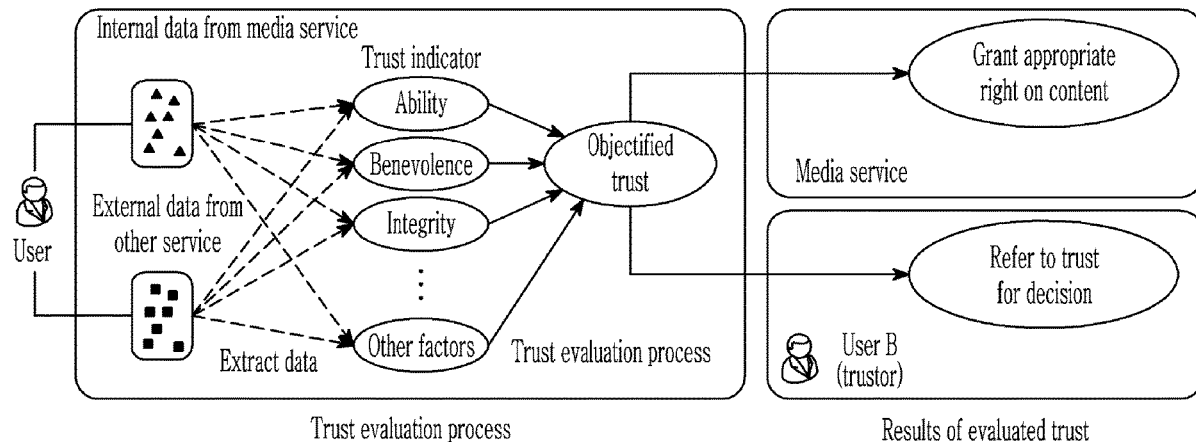 Internal data from media service
Trust indicator
Ability
Benevolence
Integrity
Other factors
User
External data from
other service
Extract data
Objectified
trust
Trust evaluation process
Grant appropriate
right on content
Media service
Refer to trust
for decision
User B
(trustor)
Trust evaluation process
Results of evaluated trust